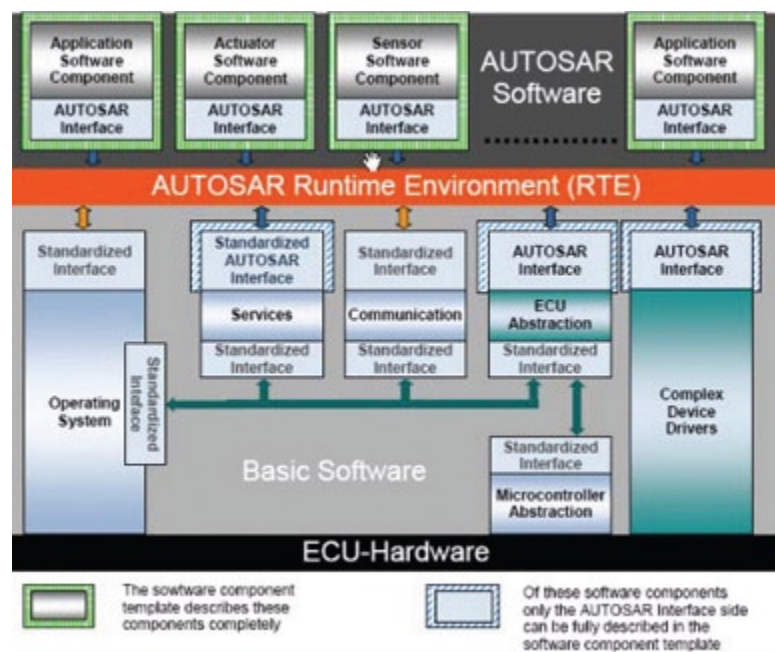 Application
Software
Component
AUTOSAR
Interface
Actuator
Software
Component
AUTOSAR
Interface
Sensor
Software
Component
AUTOSAR
Interface
AUTOSAR
Software
Application
Software
Component
AUTOSAR
Interface
AUTOSAR Runtime Environment (RTE)
Standardized
Interface
Operating
System
Standardized
Inteface
Standardized
AUTOSAR
Interface
Services
Standardized
Interface
Standardized
Interface
Communication
Standardized
Interface
AUTOSAR
Interface
ECU
Abstraction
Standardized
Interface
Standardized
Interface
Microcontroller
Abstraction
AUTOSAR
Interface
Complex
Device
Drivers
Basic Software
ECU-Hardware
The sowtware component
template describes these
components completely
Of these software components
only the AUTOSAR Interface side
can be fully described in the
software component template